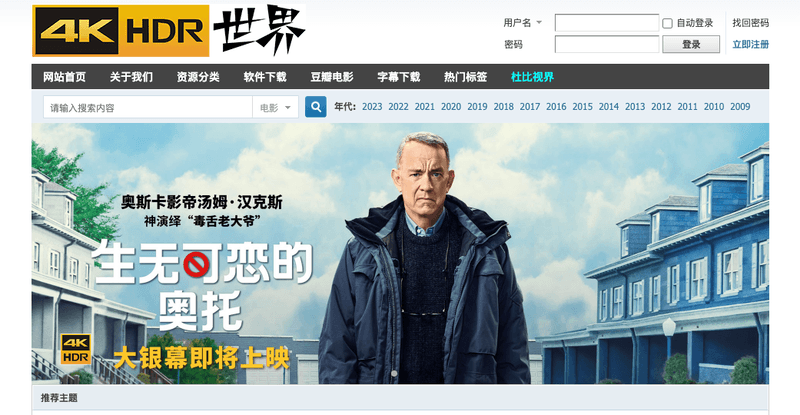 4K HDR 世界
用户名
自动登录
找回密码
密码
登录
立即注册
网站首页 关于我们 资源分类 软件下载 豆瓣电影 字幕下载 热门标签 杜比视界
请输入搜索内容 电影 年代: 2023 2022 2021 2020 2019 2018 2017 2016 2015 2014 2013 2012 2011 2010 2009
奥斯卡影帝汤姆·汉克斯
神演绎“毒舌老大爷”
生无可恋的
奥托
4K
HDR
大银幕即将上映
推荐主题